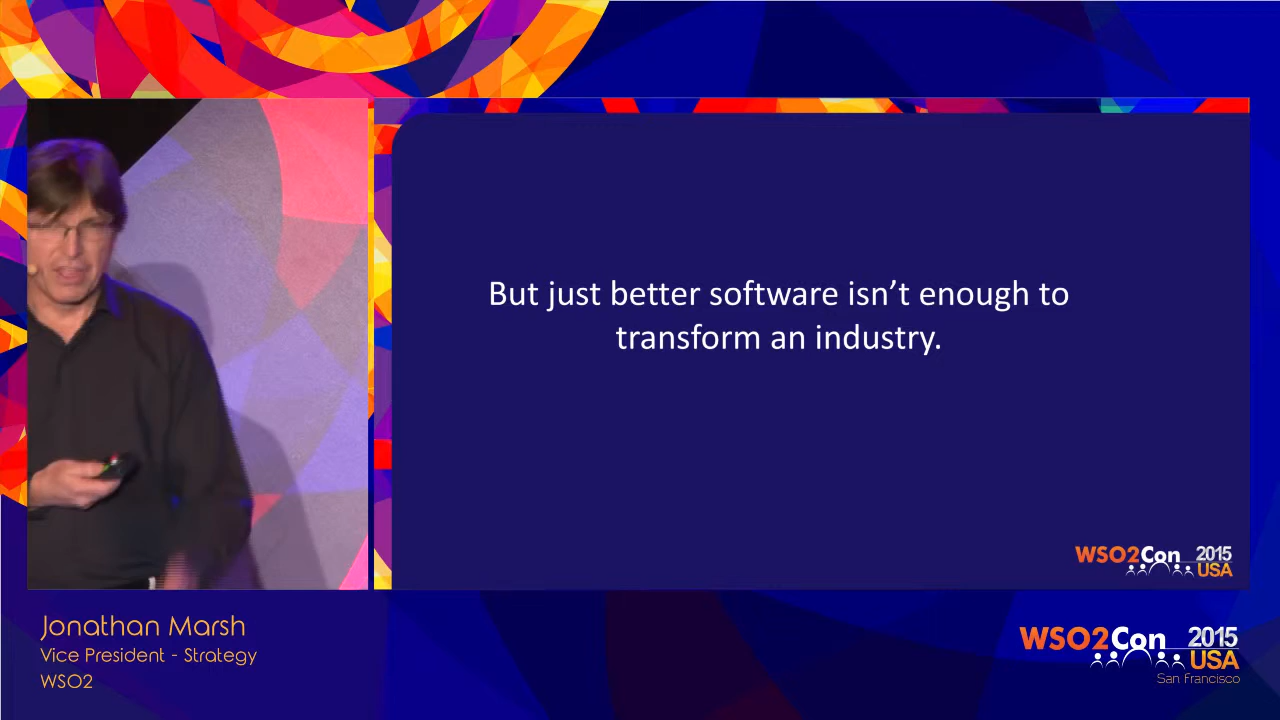 But just better software isn’t enough to
transform an industry.
WSO2Con 2015
USA
Jonathan Marsh
Vice President - Strategy
WSO2
WSO2Con 2015
USA
San Francisco